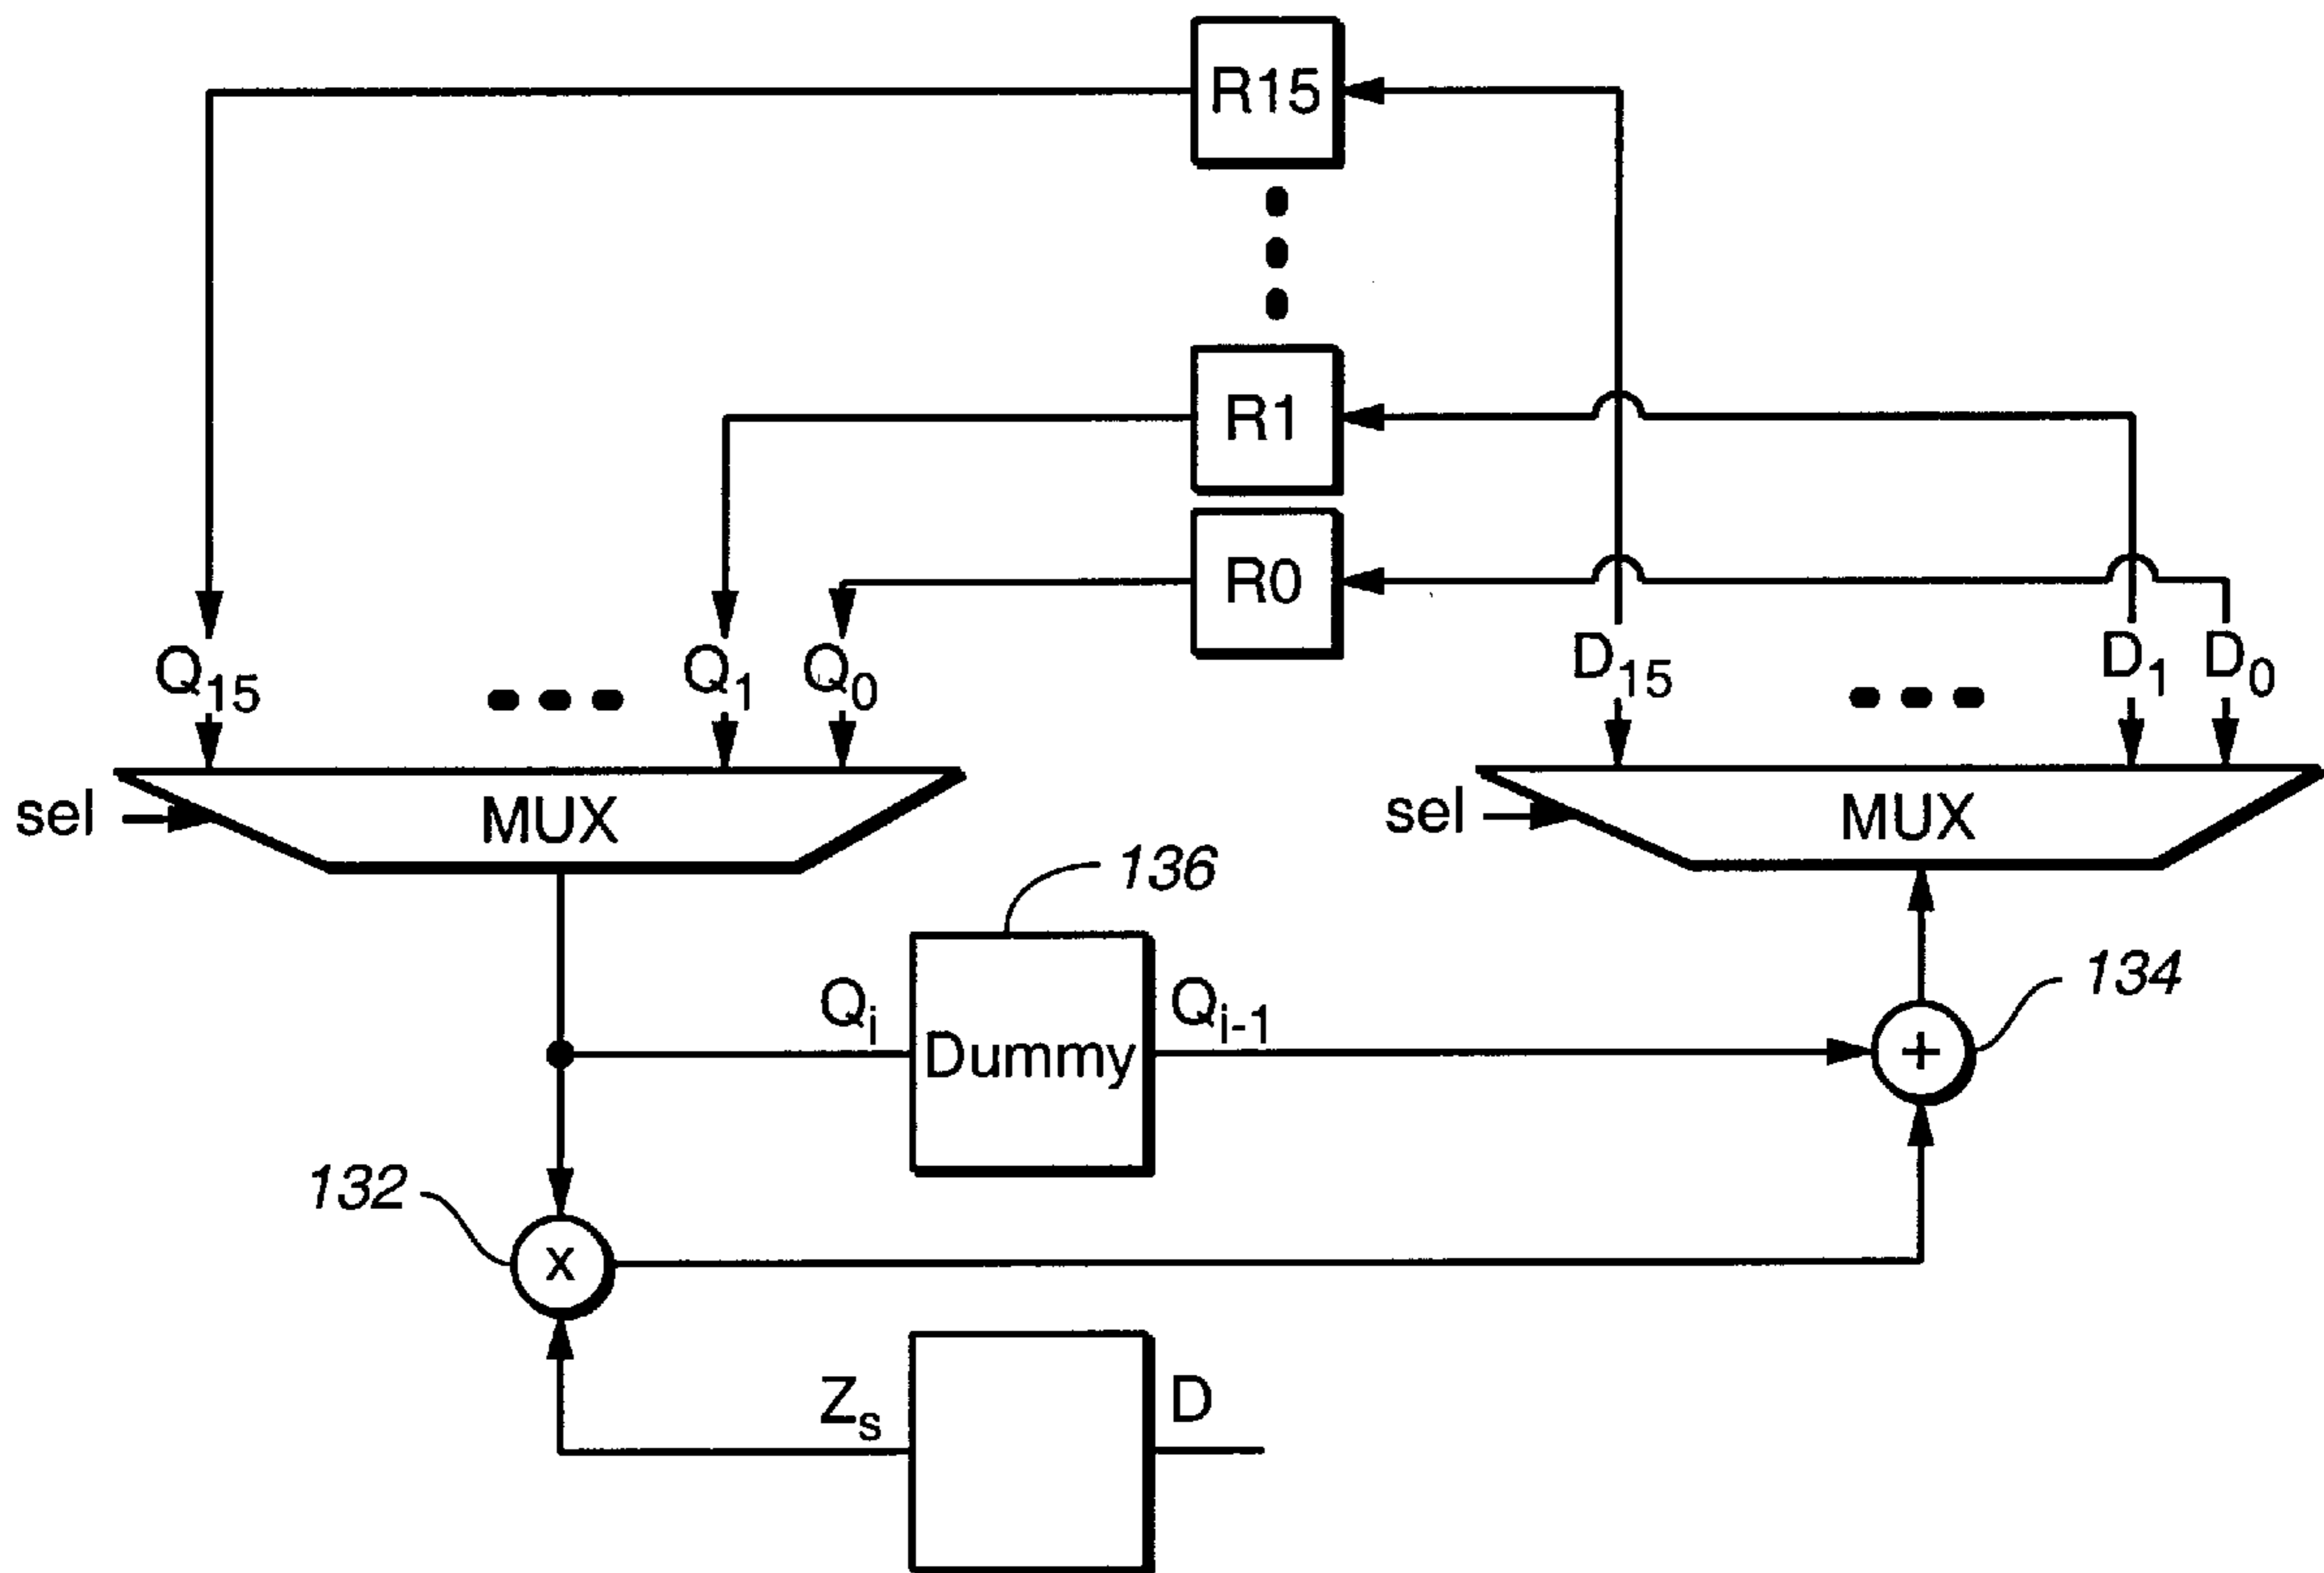 R15
R1
R0
Q15
Q1
Q0
D15
D1
D0
sel
MUX
sel
MUX
136
134
Qi
Dummy
Qi-1
+
132
x
Zs
D